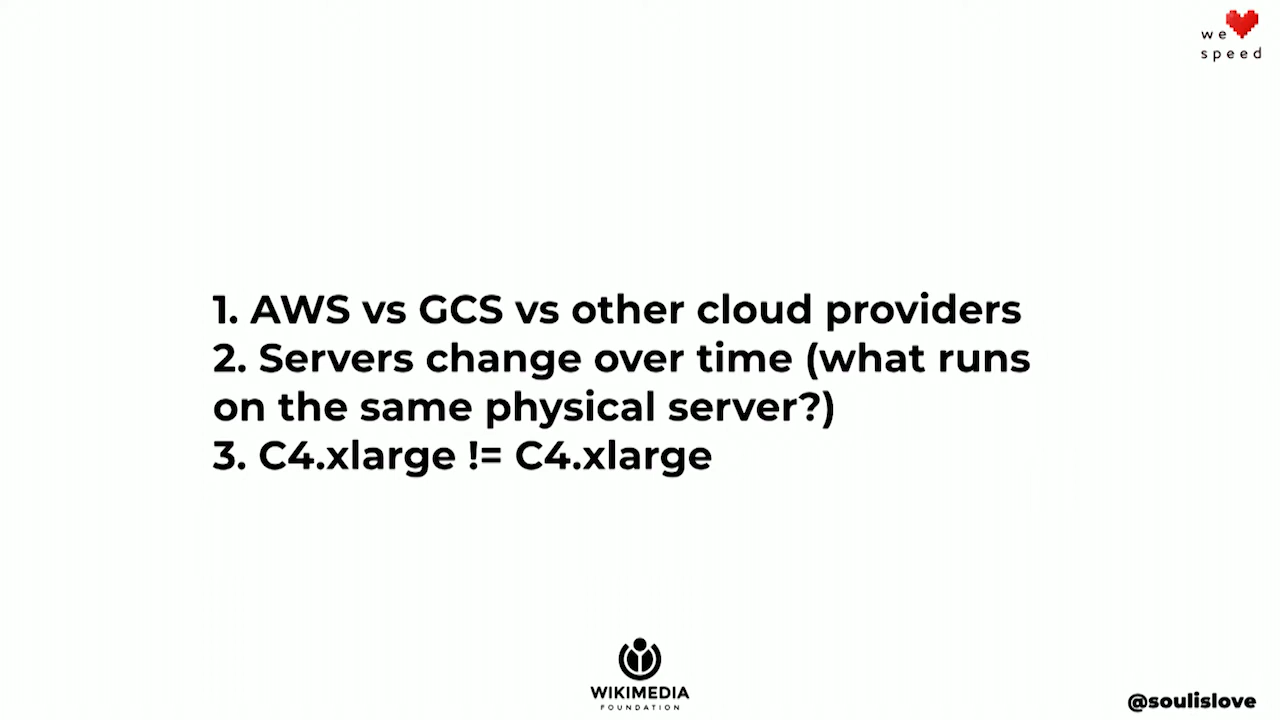 we
speed
1. AWS vs GCS vs other cloud providers
2. Servers change over time (what runs
on the same physical server?)
3. C4.xlarge != C4.xlarge
WIKIMEDIA
FOUNDATION
@soulislove